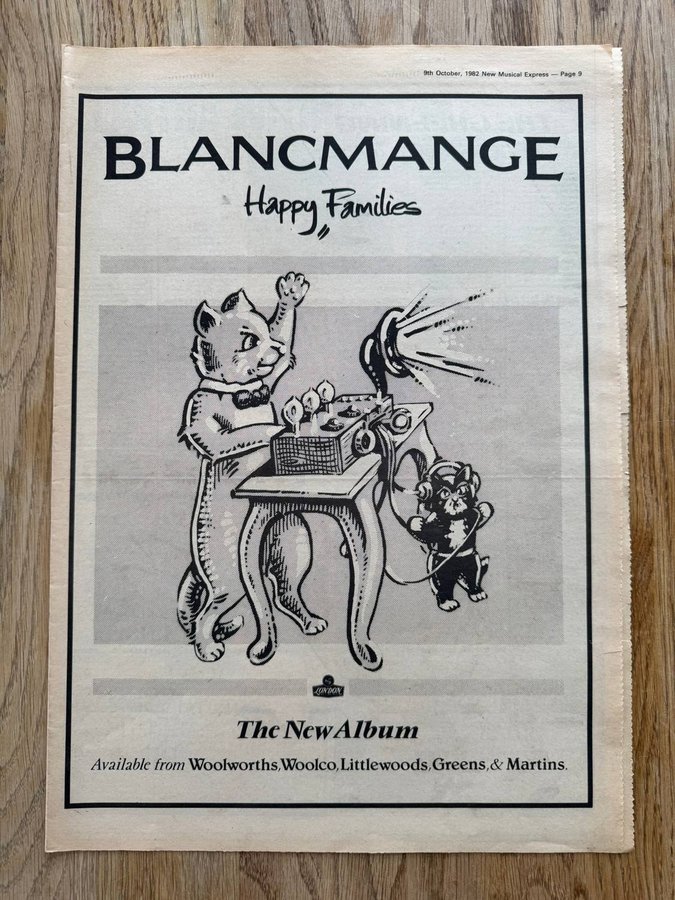 9th October, 1982 New Musical Express — Page 9
BLANCMANGE
Happy Families
LONDON
The New Album
Available from Woolworths, Woolco, Littlewoods, Greens, & Martins.